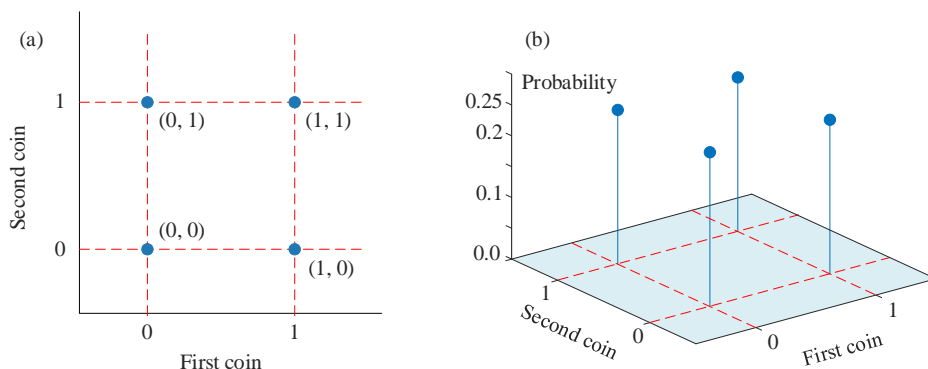 (a)
Second coin
1
(0, 1)
(1, 1)
0
(0, 0)
(1, 0)
0
1
First coin
(b)
Probability
0.25
0.2
0.1
0.0
1
0
Second coin
0
1
First coin